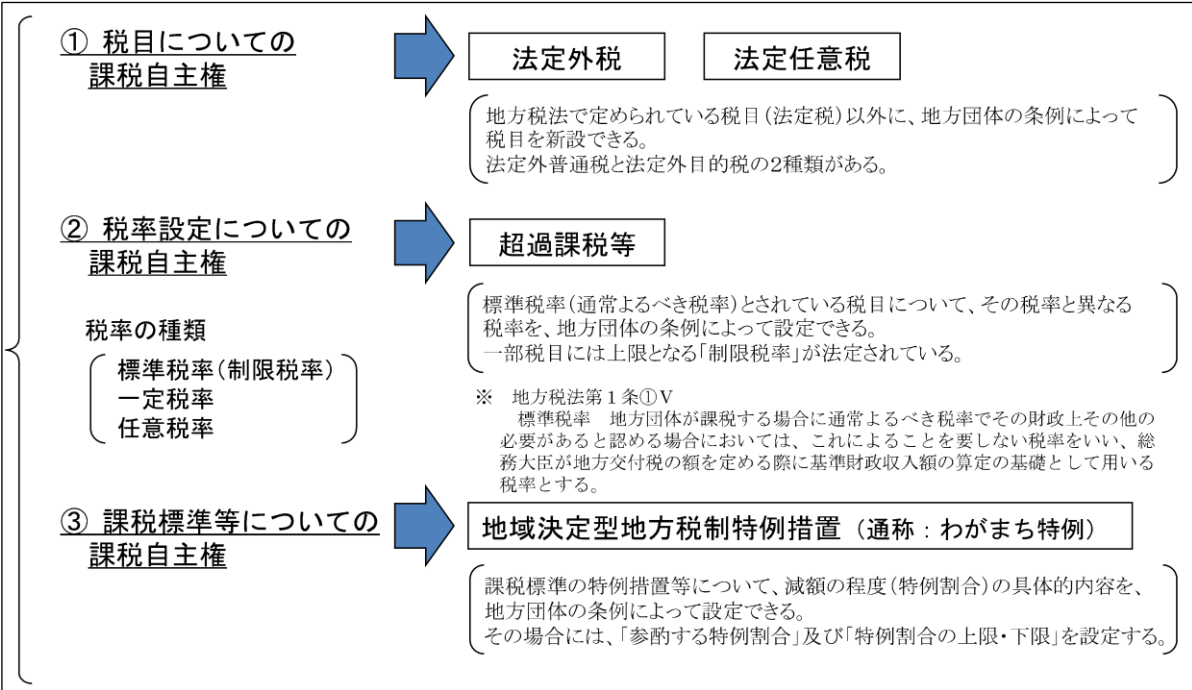 ① 税目についての
課税自主権
法定外税
法定任意税
地方税法で定められている税目(法定税)以外に、地方団体の条例によって
税目を新設できる。
法定外普通税と法定外目的税の2種類がある。
② 税率設定についての
課税自主権
超過課税等
標準税率(通常よるべき税率)とされている税目について、その税率と異なる
税率を、地方団体の条例によって設定できる。
一部税目には上限となる「制限税率」が法定されている。
税率の種類
標準税率(制限税率)
一定税率
任意税率
※ 地方税法第1条①Ⅴ
標準税率 地方団体が課税する場合に通常よるべき税率でその財政上その他の
必要があると認める場合においては、これによることを要しない税率をいい、総
務大臣が地方交付税の額を定める際に基準財政収入額の算定の基礎として用いる
税率とする。
③ 課税標準等についての
課税自主権
地域決定型地方税制特例措置(通称:わがまち特例)
課税標準の特例措置等について、減額の程度(特例割合)の具体的内容を、
地方団体の条例によって設定できる。
その場合には、「参酌する特例割合」及び「特例割合の上限・下限」を設定する。